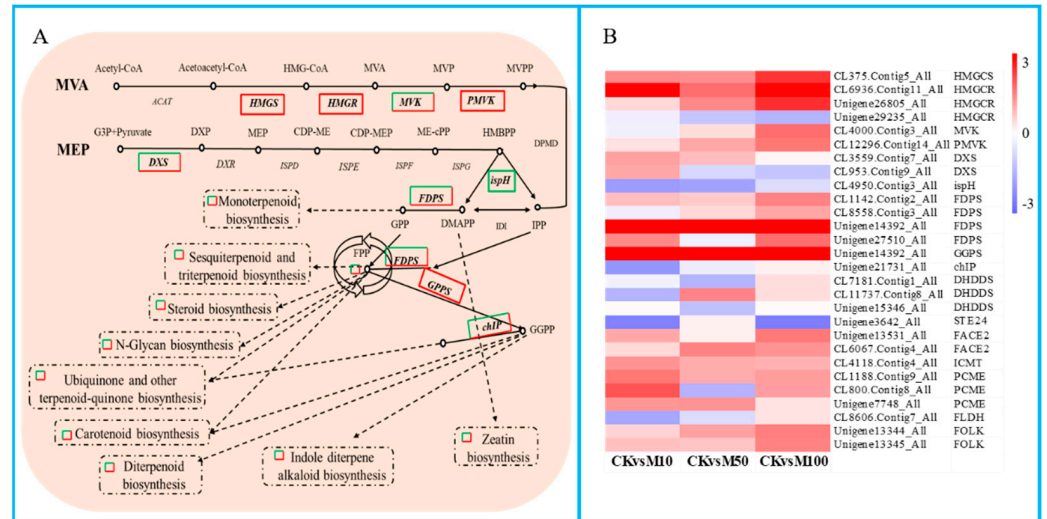 A
Acetyl-CoA Acetoacetyl-CoA HMG-CoA MVA MVP MVPP
MVA
ACAT HMGS HMGR MVK PMVK
G3P+Pyruvate DXP MEP CDP-ME CDP-MEP ME-cPP HMBPP DPMD
MEP
DXS DXR ISPD ISPE ISPF ISPG
ispH
Monoterpenoid
biosynthesis
FDPS
GPP DMAPP IDI IPP
Sesquiterpenoid and
triterpenoid biosynthesis
FPP
FDPS
GPPS
Steroid biosynthesis
chIP
GGPP
N-Glycan biosynthesis
Ubiquinone and other
terpenoid-quinone biosynthesis
Carotenoid biosynthesis
Diterpenoid
biosynthesis
Indole diterpene
alkaloid biosynthesis
Zeatin
biosynthesis
B
CL375.Contig5_All HMGCS
CL6936.Contig11_All HMGCR
Unigene26805_All HMGCR
Unigene29235_All HMGCR
CL4000.Contig3_All MVK
CL12296.Contig14_All PMVK
CL3559.Contig7_All DXS
CL953.Contig9_All DXS
CL4950.Contig3_All ispH
CL1142.Contig2_All FDPS
CL8558.Contig3_All FDPS
Unigene14392_All FDPS
Unigene27510_All FDPS
Unigene14392_All GGPS
Unigene21731_All chIP
CL7181.Contig1_All DHDDS
CL11737.Contig8_All DHDDS
Unigene15346_All DHDDS
Unigene3642_All STE24
Unigene13531_All FACE2
CL6067.Contig4_All FACE2
CL4118.Contig4_All ICMT
CL1188.Contig9_All PCME
CL800.Contig8_All PCME
Unigene7748_All PCME
CL8606.Contig7_All FLDH
Unigene13344_All FOLK
Unigene13345_All FOLK
CKvsM10 CKvsM50 CKvsM100
3
0
-3